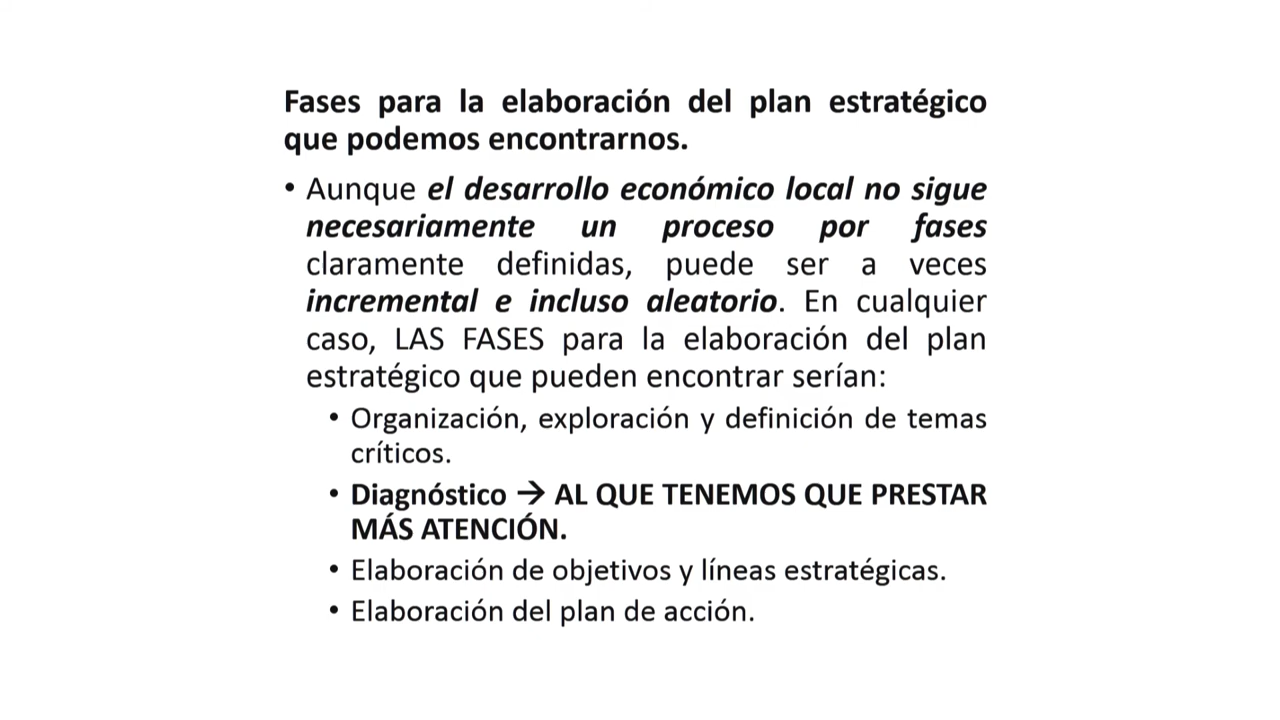 Fases para la elaboración del plan estratégico
que podemos encontrarnos.
• Aunque el desarrollo económico local no sigue
necesariamente un proceso por fases
claramente definidas, puede ser a veces
incremental e incluso aleatorio. En cualquier
caso, LAS FASES para la elaboración del plan
estratégico que pueden encontrar serían:
• Organización, exploración y definición de temas
críticos.
• Diagnóstico → AL QUE TENEMOS QUE PRESTAR
MÁS ATENCIÓN.
• Elaboración de objetivos y líneas estratégicas.
• Elaboración del plan de acción.